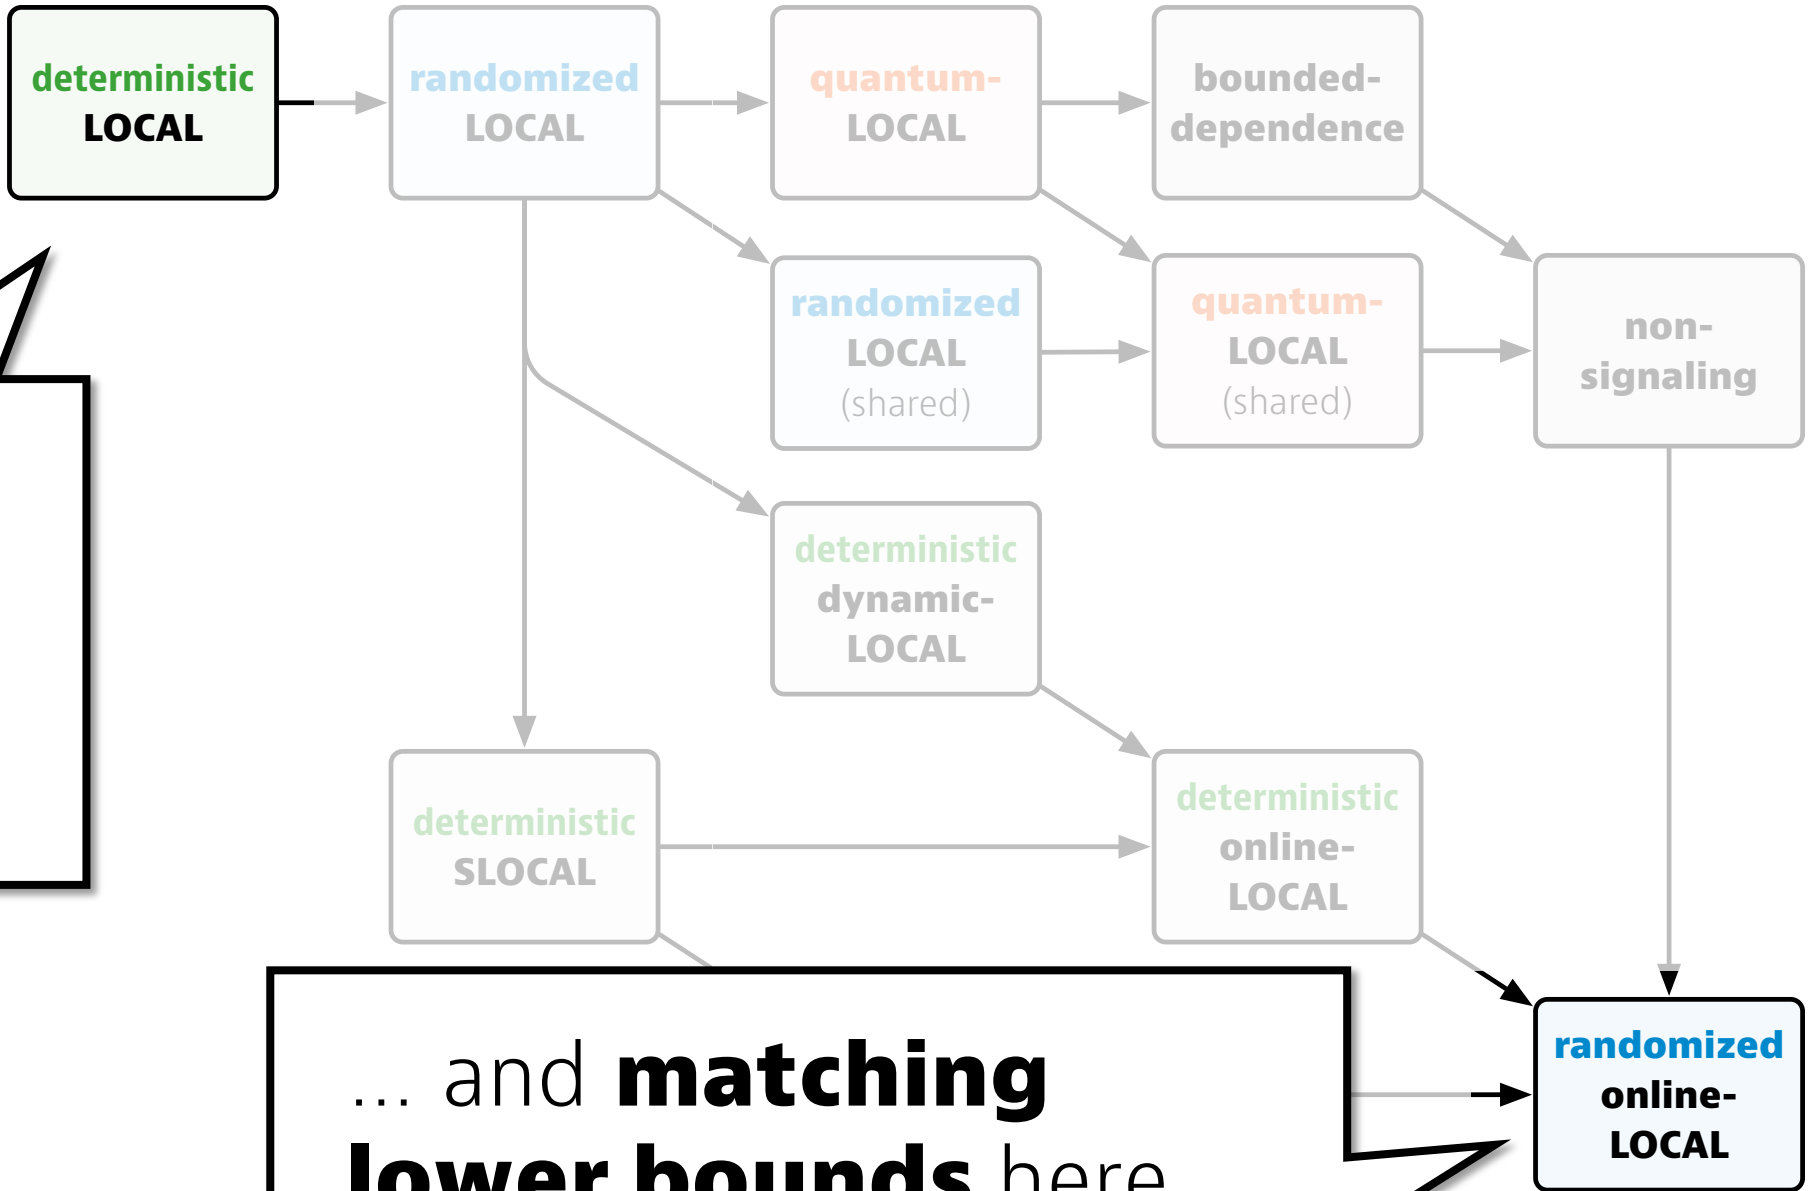 deterministic
LOCAL
randomized
LOCAL
quantum-
LOCAL
bounded-
dependence
randomized
LOCAL
(shared)
quantum-
LOCAL
(shared)
non-
signaling
deterministic
dynamic-
LOCAL
deterministic
SLOCAL
deterministic
online-
LOCAL
randomized
online-
LOCAL
... and matching
lower bounds here